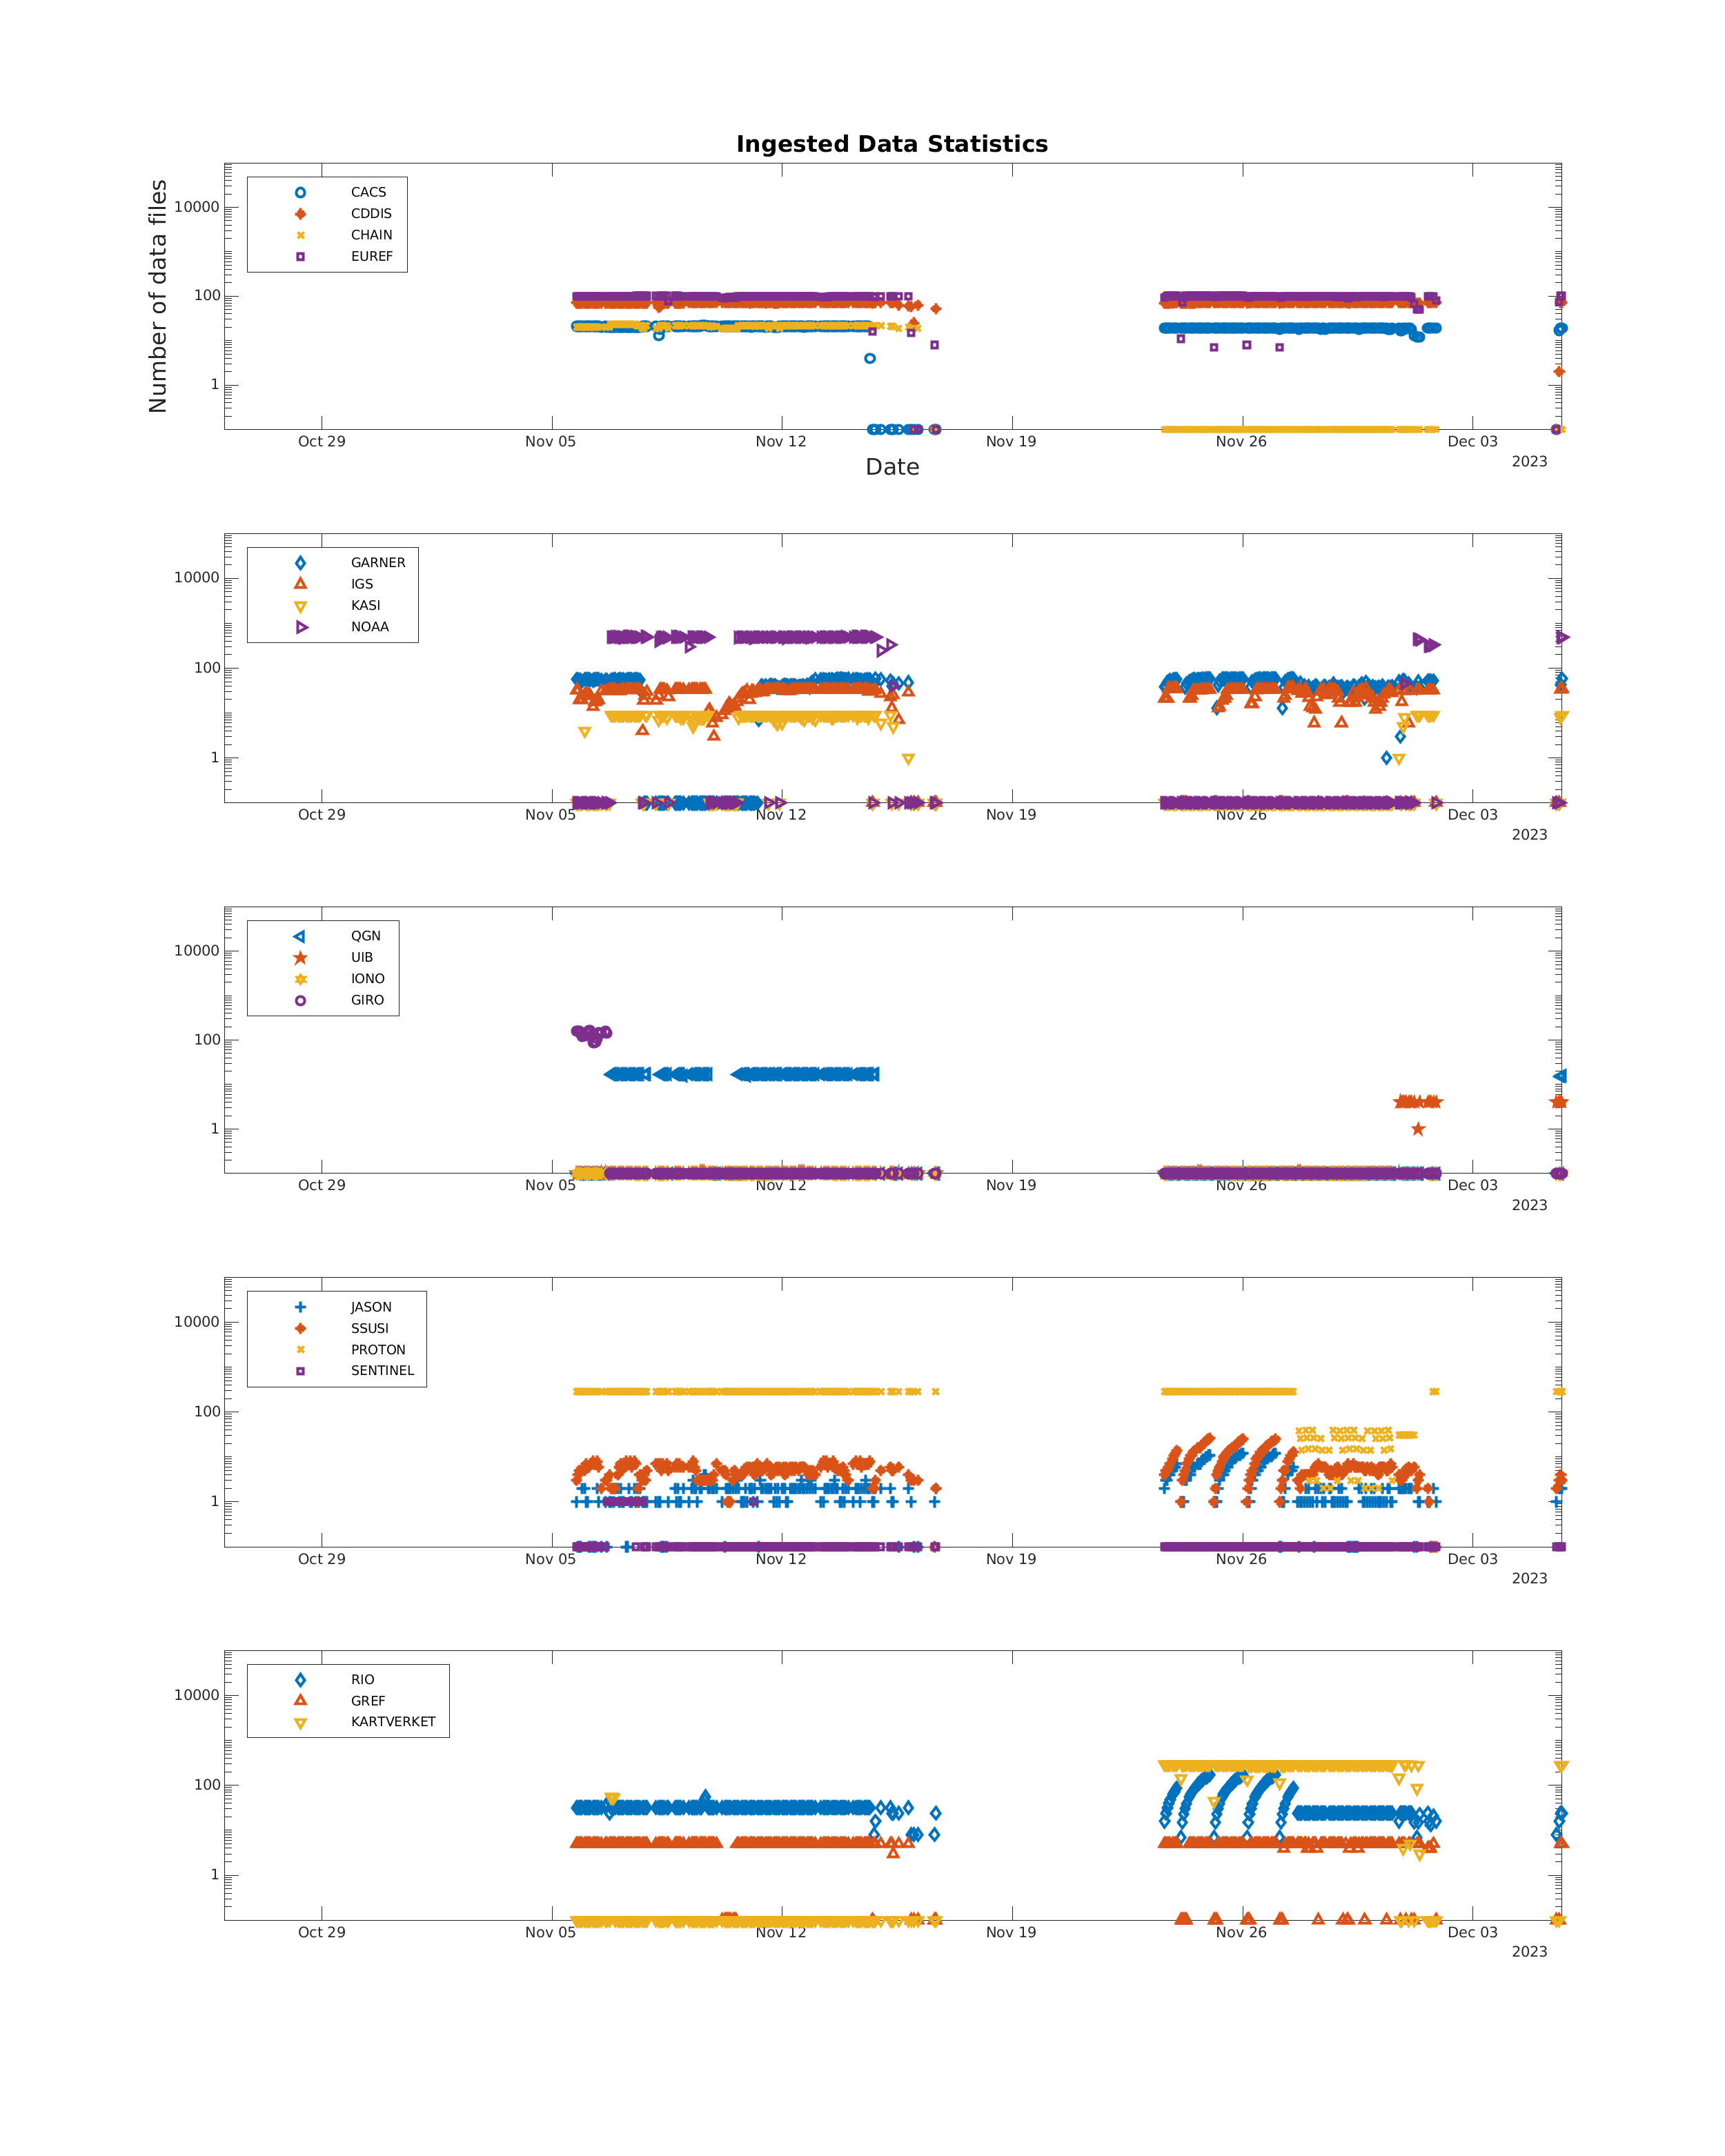 Ingested Data Statistics
Number of data files
CACS
CDDIS
CHAIN
EUREF
10000
100
1
Oct 29 Nov 05 Nov 12 Nov 19 Nov 26 Dec 03
2023
Date
GARNER
IGS
KASI
NOAA
10000
100
1
Oct 29 Nov 05 Nov 12 Nov 19 Nov 26 Dec 03
2023
QGN
UIB
IONO
GIRO
10000
100
1
Oct 29 Nov 05 Nov 12 Nov 19 Nov 26 Dec 03
2023
JASON
SSUSI
PROTON
SENTINEL
10000
100
1
Oct 29 Nov 05 Nov 12 Nov 19 Nov 26 Dec 03
2023
RIO
GREF
KARTVERKET
10000
100
1
Oct 29 Nov 05 Nov 12 Nov 19 Nov 26 Dec 03
2023